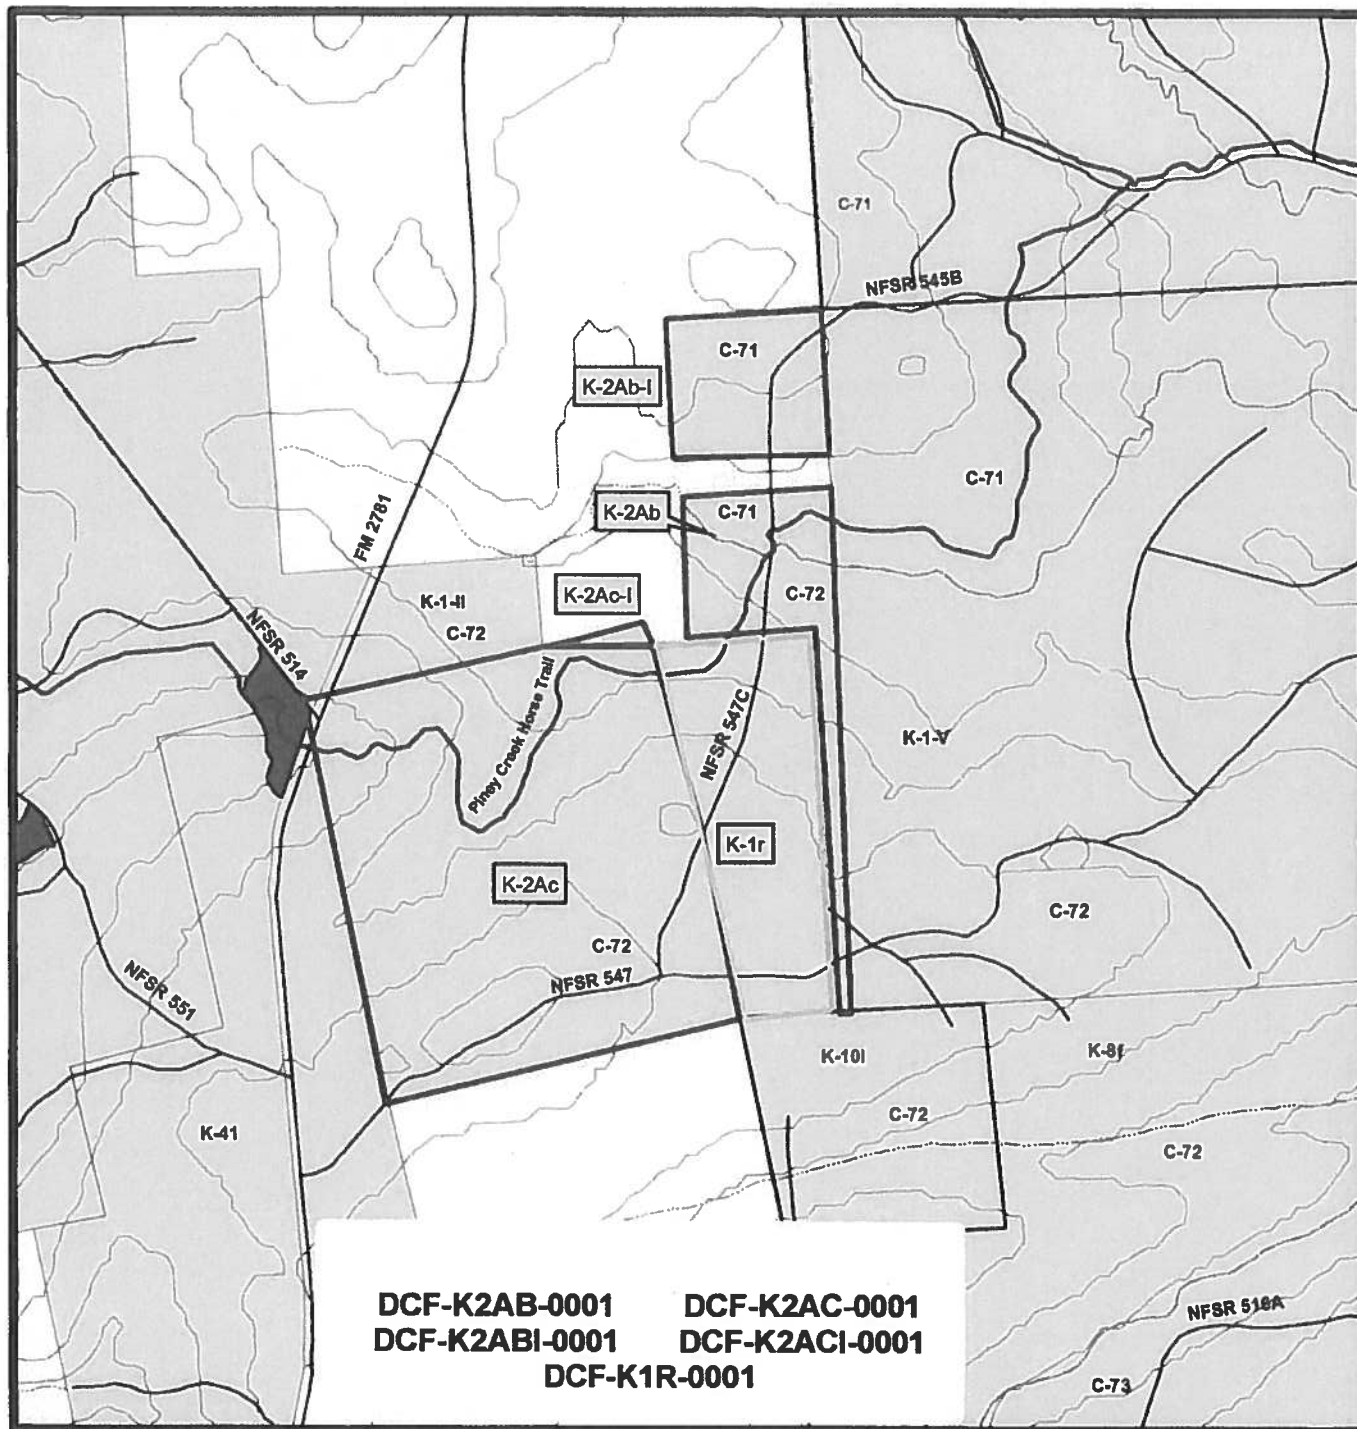 C-71
NFSR 545B
C-71
K-2Ab-I
C-71
K-2Ab
C-71
FM 2781
K-2Ac-I
C-72
K-1-II
C-72
NFSR 514
Piney Creek Horse Trail
NFSR 547C
K-1-V
K-1r
K-2Ac
C-72
C-72
NFSR 547
NFSR 551
K-10I
K-8f
C-72
K-41
C-72
DCF-K2AB-0001 DCF-K2AC-0001
DCF-K2ABI-0001 DCF-K2ACI-0001
DCF-K1R-0001
NFSR 516A
C-73